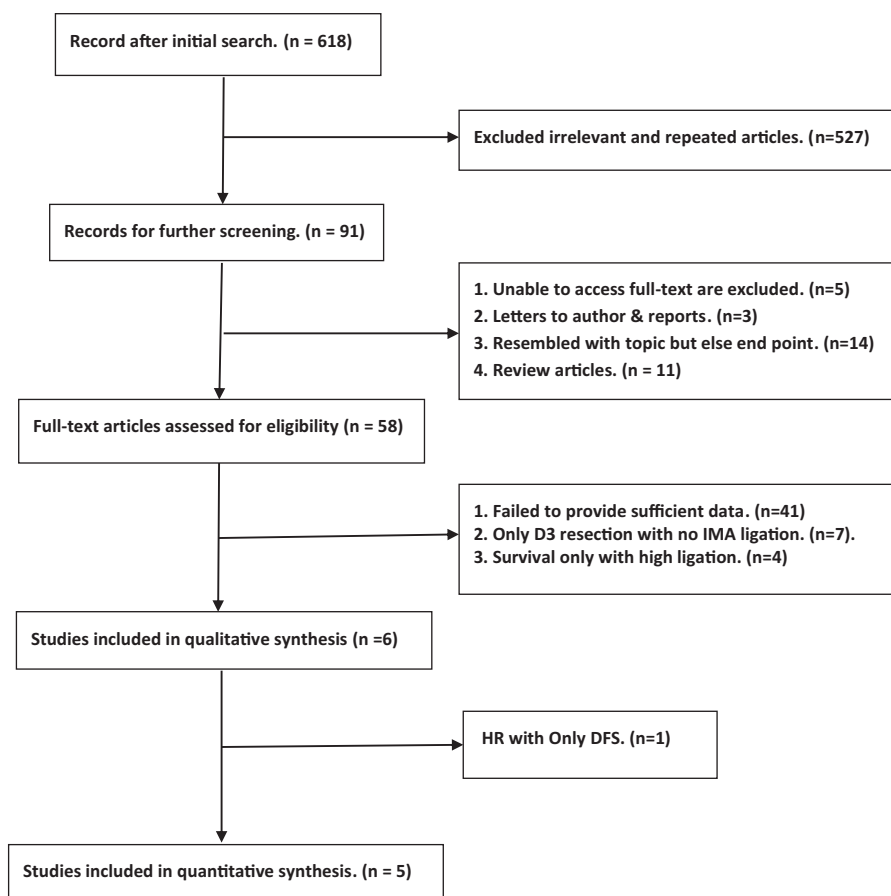 Record after initial search. (n = 618)
Excluded irrelevant and repeated articles. (n=527)
Records for further screening. (n = 91)
1. Unable to access full-text are excluded. (n=5)
2. Letters to author & reports. (n=3)
3. Resembled with topic but else end point. (n=14)
4. Review articles. (n = 11)
Full-text articles assessed for eligibility (n = 58)
1. Failed to provide sufficient data. (n=41)
2. Only D3 resection with no IMA ligation. (n=7).
3. Survival only with high ligation. (n=4)
Studies included in qualitative synthesis (n =6)
HR with Only DFS. (n=1)
Studies included in quantitative synthesis. (n = 5)